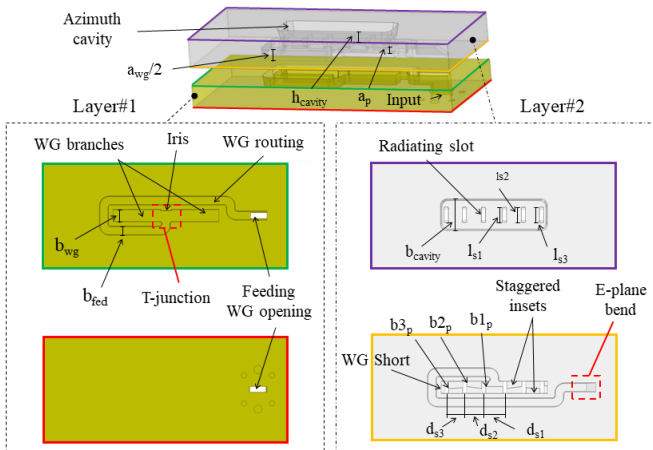 Azimuth
cavity
a_wg/2
h_cavity
a_p
Input
Layer#1
Layer#2
WG branches
Iris
WG routing
b_wg
b_fed
T-junction
Feeding
WG opening
Radiating slot
ls2
b_cavity
l_s1
l_s3
Staggered
insets
E-plane
bend
b3_p
b2_p
b1_p
WG Short
d_s3
d_s2
d_s1